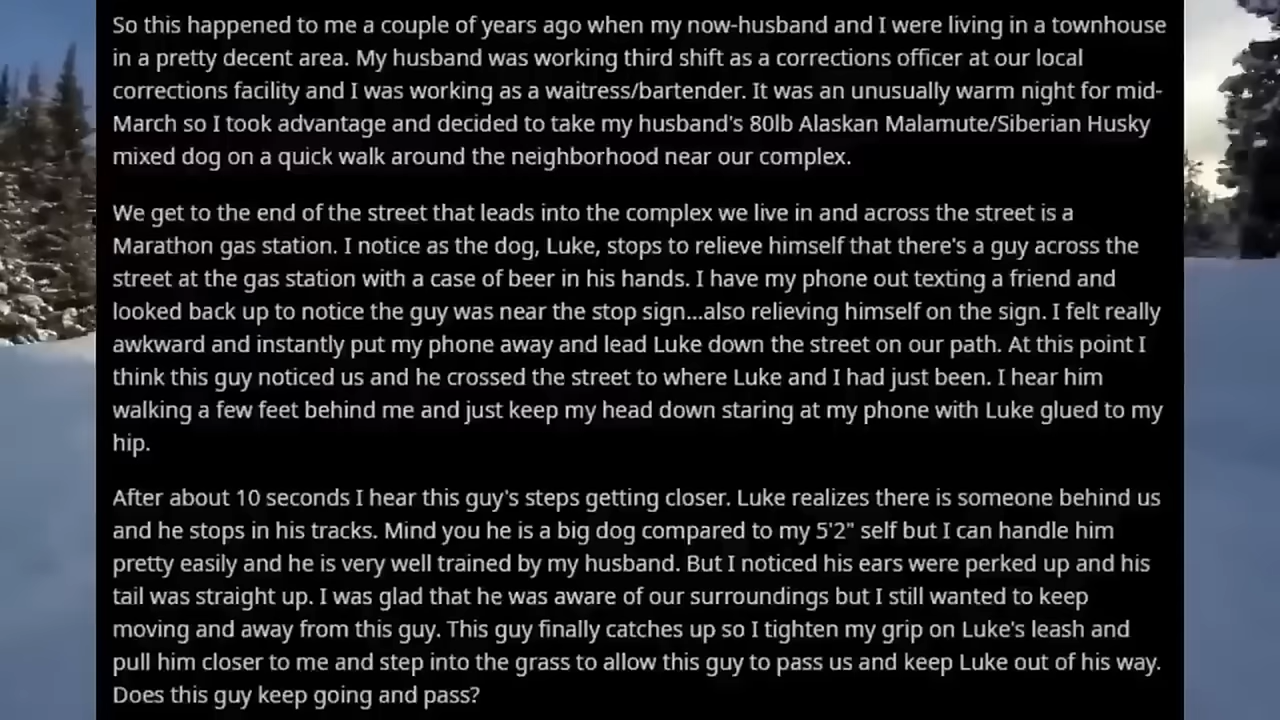 So this happened to me a couple of years ago when my now-husband and I were living in a townhouse
in a pretty decent area. My husband was working third shift as a corrections officer at our local
corrections facility and I was working as a waitress/bartender. It was an unusually warm night for mid-
March so I took advantage and decided to take my husband's 80lb Alaskan Malamute/Siberian Husky
mixed dog on a quick walk around the neighborhood near our complex.
We get to the end of the street that leads into the complex we live in and across the street is a
Marathon gas station. I notice as the dog, Luke, stops to relieve himself that there's a guy across the
street at the gas station with a case of beer in his hands. I have my phone out texting a friend and
looked back up to notice the guy was near the stop sign...also relieving himself on the sign. I felt really
awkward and instantly put my phone away and lead Luke down the street on our path. At this point I
think this guy noticed us and he crossed the street to where Luke and I had just been. I hear him
walking a few feet behind me and just keep my head down staring at my phone with Luke glued to my
hip.
After about 10 seconds I hear this guy's steps getting closer. Luke realizes there is someone behind us
and he stops in his tracks. Mind you he is a big dog compared to my 5'2" self but I can handle him
pretty easily and he is very well trained by my husband. But I noticed his ears were perked up and his
tail was straight up. I was glad that he was aware of our surroundings but I still wanted to keep
moving and away from this guy. This guy finally catches up so I tighten my grip on Luke's leash and
pull him closer to me and step into the grass to allow this guy to pass us and keep Luke out of his way.
Does this guy keep going and pass?